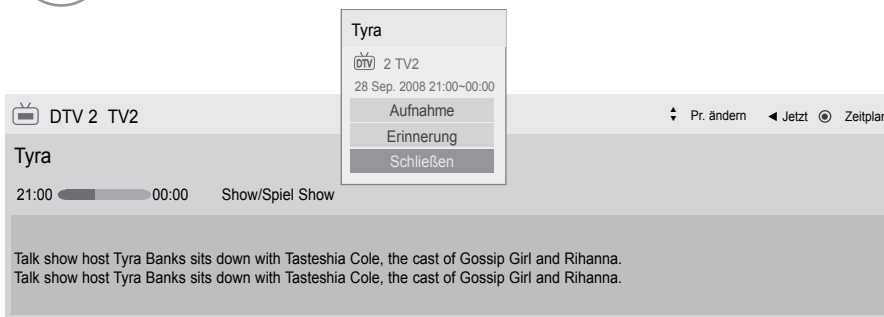 Tyra
DTV 2 TV2
28 Sep. 2008 21:00~00:00
Aufnahme
Erinnerung
Schließen
DTV 2 TV2
Pr. ändern Jetzt Zeitplan
Tyra
21:00 00:00 Show/Spiel Show
Talk show host Tyra Banks sits down with Tasteshia Cole, the cast of Gossip Girl and Rihanna.
Talk show host Tyra Banks sits down with Tasteshia Cole, the cast of Gossip Girl and Rihanna.